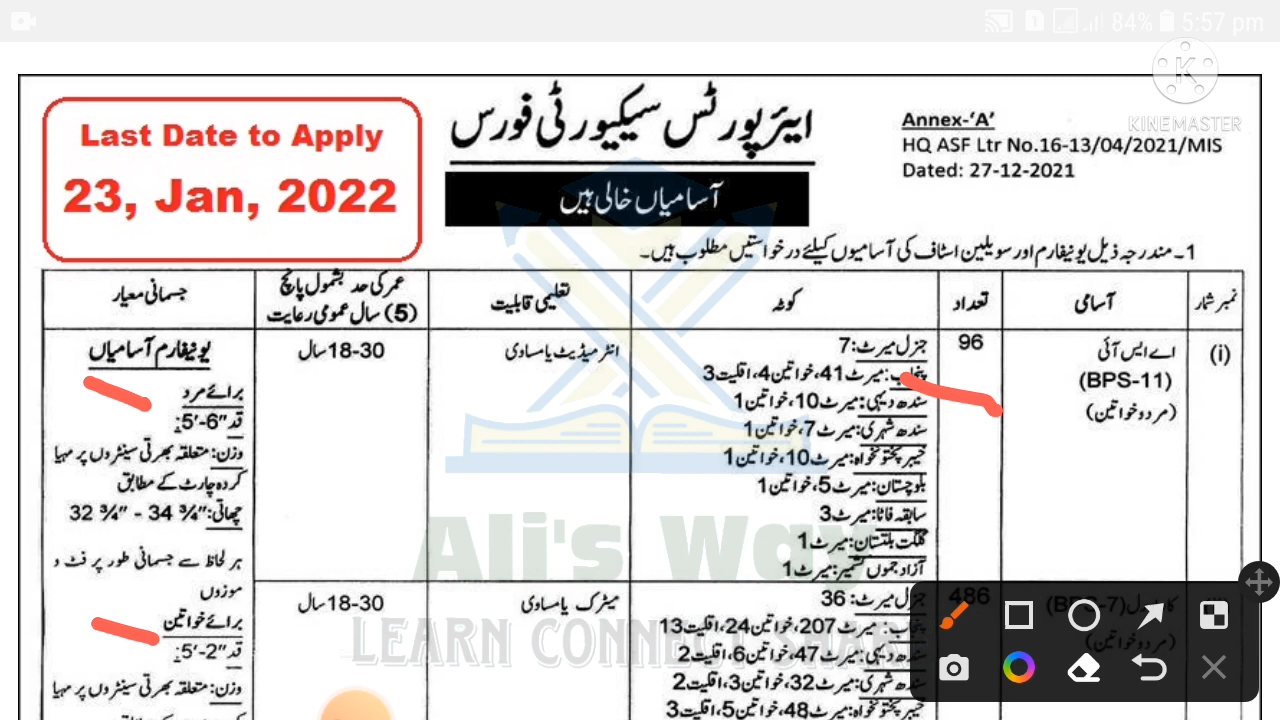 84% 5:57 pm
KINEMASTER
Last Date to Apply
23, Jan, 2022
ایئرپورٹس سیکیورٹی فورس
آسامیاں خالی ہیں
Annex-‘A’
HQ ASF Ltr No.16-13/04/2021/MIS
Dated: 27-12-2021
1۔ مندرجہ ذیل یونیفارم اور سویلین اسٹاف کی آسامیوں کیلئے درخواستیں مطلوب ہیں۔
نمبر شمار
آسامی
تعداد
کوٹہ
تعلیمی قابلیت
عمر کی حد بشمول پانچ
(5) سال عمومی رعایت
جسمانی معیار
(i)
اے ایس آئی
(BPS-11)
(مرد و خواتین)
96
جنرل میرٹ: 7
پنجاب: میرٹ 41، خواتین 4، اقلیت 3
سندھ دیہی: میرٹ 10، خواتین 1
سندھ شہری: میرٹ 7، خواتین 1
خیبر پختونخواہ: میرٹ 10، خواتین 1
بلوچستان: میرٹ 5، خواتین 1
سابقہ فاٹا: میرٹ 3
گلگت بلتستان: میرٹ 1
آزاد جموں کشمیر: میرٹ 1
انٹر میڈیٹ یا مساوی
18-30 سال
یونیفارم آسامیاں
برائے مرد
قد "6-'5:
وزن: متعلقہ بھرتی سینٹروں پر مہیا
کردہ چارٹ کے مطابق
چھاتی: "¾ 34 - "¾ 32
ہر لحاظ سے جسمانی طور پر فٹ و
موزوں
برائے خواتین
قد "2-'5:
وزن: متعلقہ بھرتی سینٹروں پر مہیا
(BPS-7)
(مرد و خواتین)
486
جنرل میرٹ: 36
پنجاب: میرٹ 207، خواتین 24، اقلیت 13
سندھ دیہی: میرٹ 47، خواتین 6، اقلیت 2
سندھ شہری: میرٹ 32، خواتین 3، اقلیت 2
خیبر پختونخواہ: میرٹ 48، خواتین 5، اقلیت 3
میٹرک یا مساوی
18-30 سال
Ali's Way
LEARN CONNECT SHARE